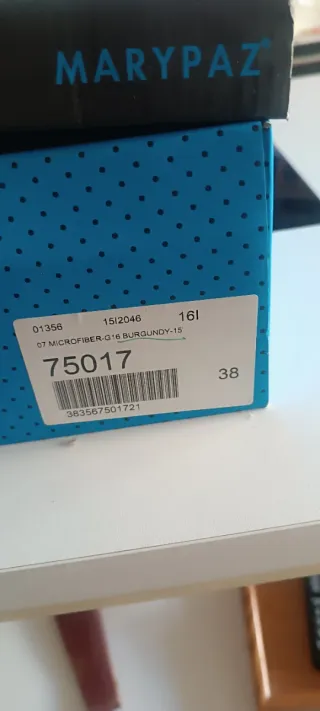 MARYPAZ
01356 15I2046 16I
07 MICROFIBER-G16 BURGUNDY-15
75017
38
383567501721